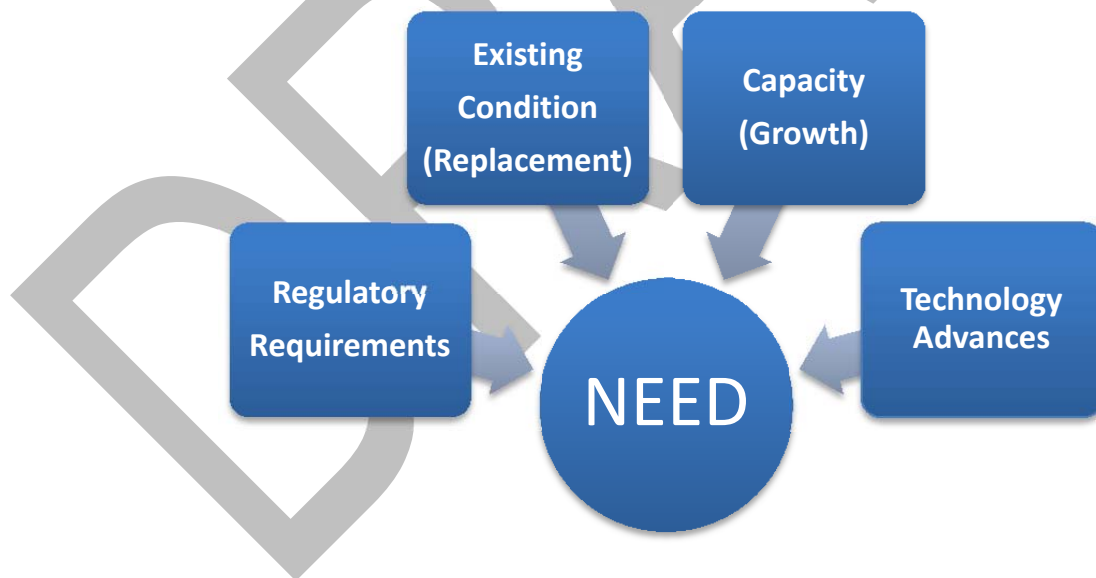 Existing
Condition
(Replacement)
Capacity
(Growth)
Regulatory
Requirements
Technology
Advances
NEED